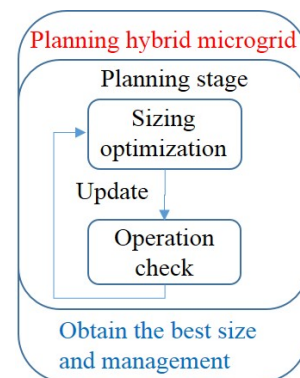 Planning hybrid microgrid
Planning stage
Sizing
optimization
Update
Operation
check
Obtain the best size
and management